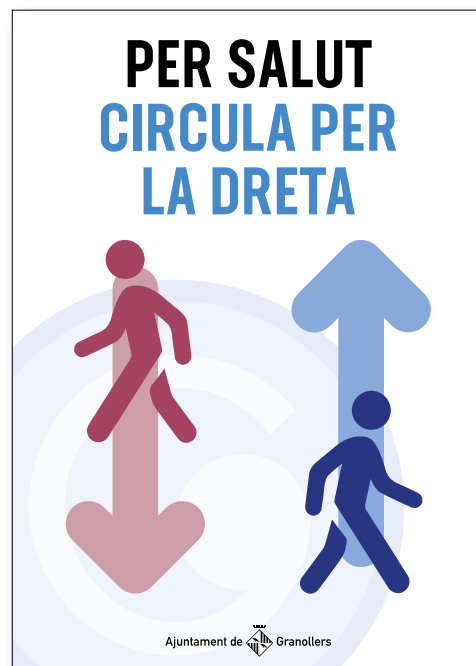 PER SALUT
CIRCULA PER
LA DRETA
Ajuntament de Granollers